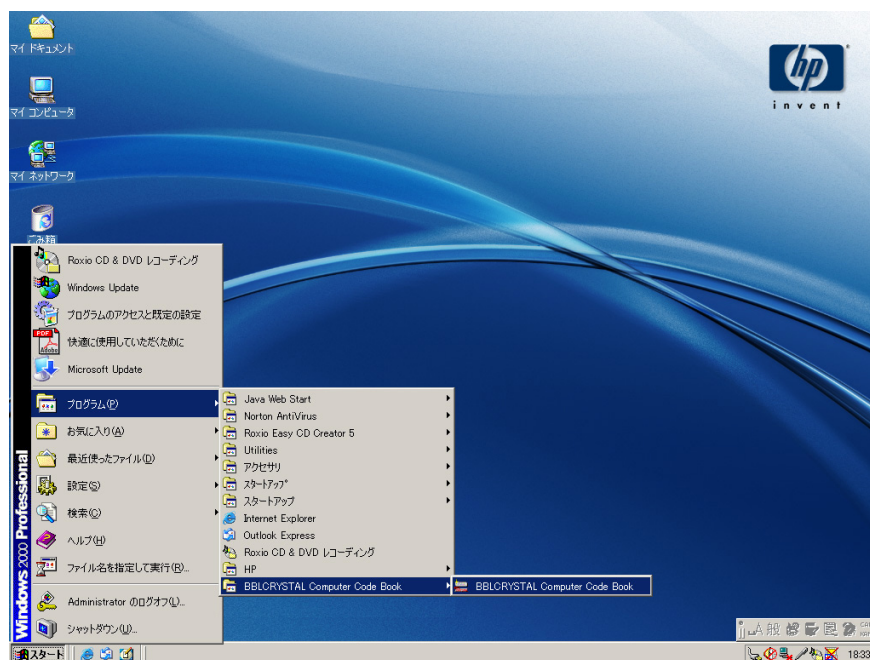 マイ ドキュメント
hp
invent
マイ コンピュータ
マイ ネットワーク
ごみ箱
Roxio CD & DVD レコーディング
Windows Update
プログラムのアクセスと既定の設定
PDF
Adobe
快適に使用していただくために
Microsoft Update
プログラム(P)
お気に入り(A)
最近使ったファイル(D)
設定(S)
検索(C)
ヘルプ(H)
ファイル名を指定して実行(R)...
Administrator のログオフ(L)...
シャットダウン(U)...
Windows 2000 Professional
Java Web Start
Norton AntiVirus
Roxio Easy CD Creator 5
Utilities
アクセサリ
スタートアップ
スタートアップ
Internet Explorer
Outlook Express
Roxio CD & DVD レコーディング
HP
BBLCRYSTAL Computer Code Book
BBLCRYSTAL Computer Code Book
A 般
スタート
18:33